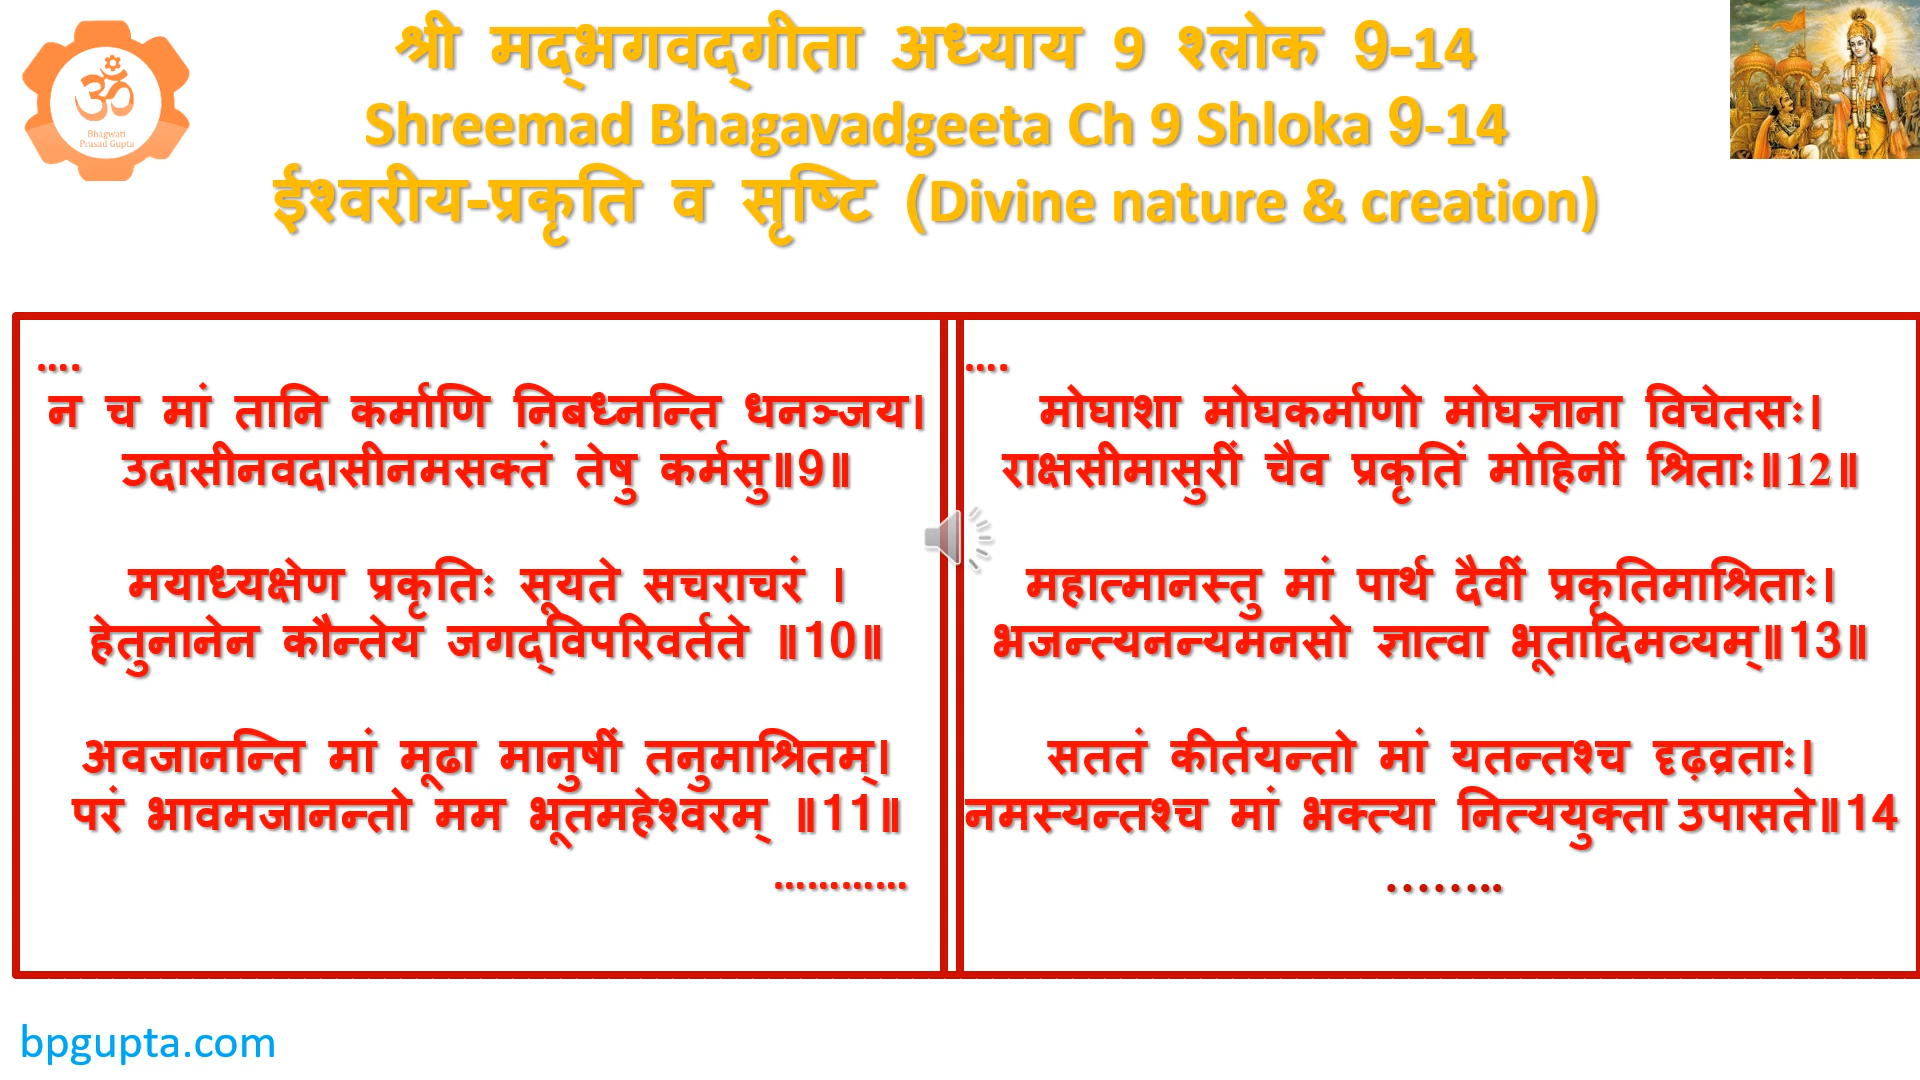 Bhagwati
Prasad Gupta
श्री मद्‌भगवद्‌गीता अध्याय 9 श्लोक 9-14
Shreemad Bhagavadgeeta Ch 9 Shloka 9-14
ईश्वरीय-प्रकृति व सृष्टि (Divine nature & creation)
....
न च मां तानि कर्माणि निबध्नन्ति धनञ्जय।
उदासीनवदासीनमसक्तं तेषु कर्मसु॥9॥
मयाध्यक्षेण प्रकृतिः सूयते सचराचरं ।
हेतुनानेन कौन्तेय जगद्‌विपरिवर्तते ॥10॥
अवजानन्ति मां मूढा मानुषीं तनुमाश्रितम्।
परं भावमजानन्तो मम भूतमहेश्वरम् ॥11॥
............
....
मोघाशा मोघकर्माणो मोघज्ञाना विचेतसः।
राक्षसीमासुरीं चैव प्रकृतिं मोहिनीं श्रिताः॥12॥
महात्मानस्तु मां पार्थ दैवीं प्रकृतिमाश्रिताः।
भजन्त्यनन्यमनसो ज्ञात्वा भूतादिमव्यम्॥13॥
सततं कीर्तयन्तो मां यतन्तश्च दृढ़व्रताः।
नमस्यन्तश्च मां भक्त्या नित्ययुक्ता उपासते॥14
........
bpgupta.com